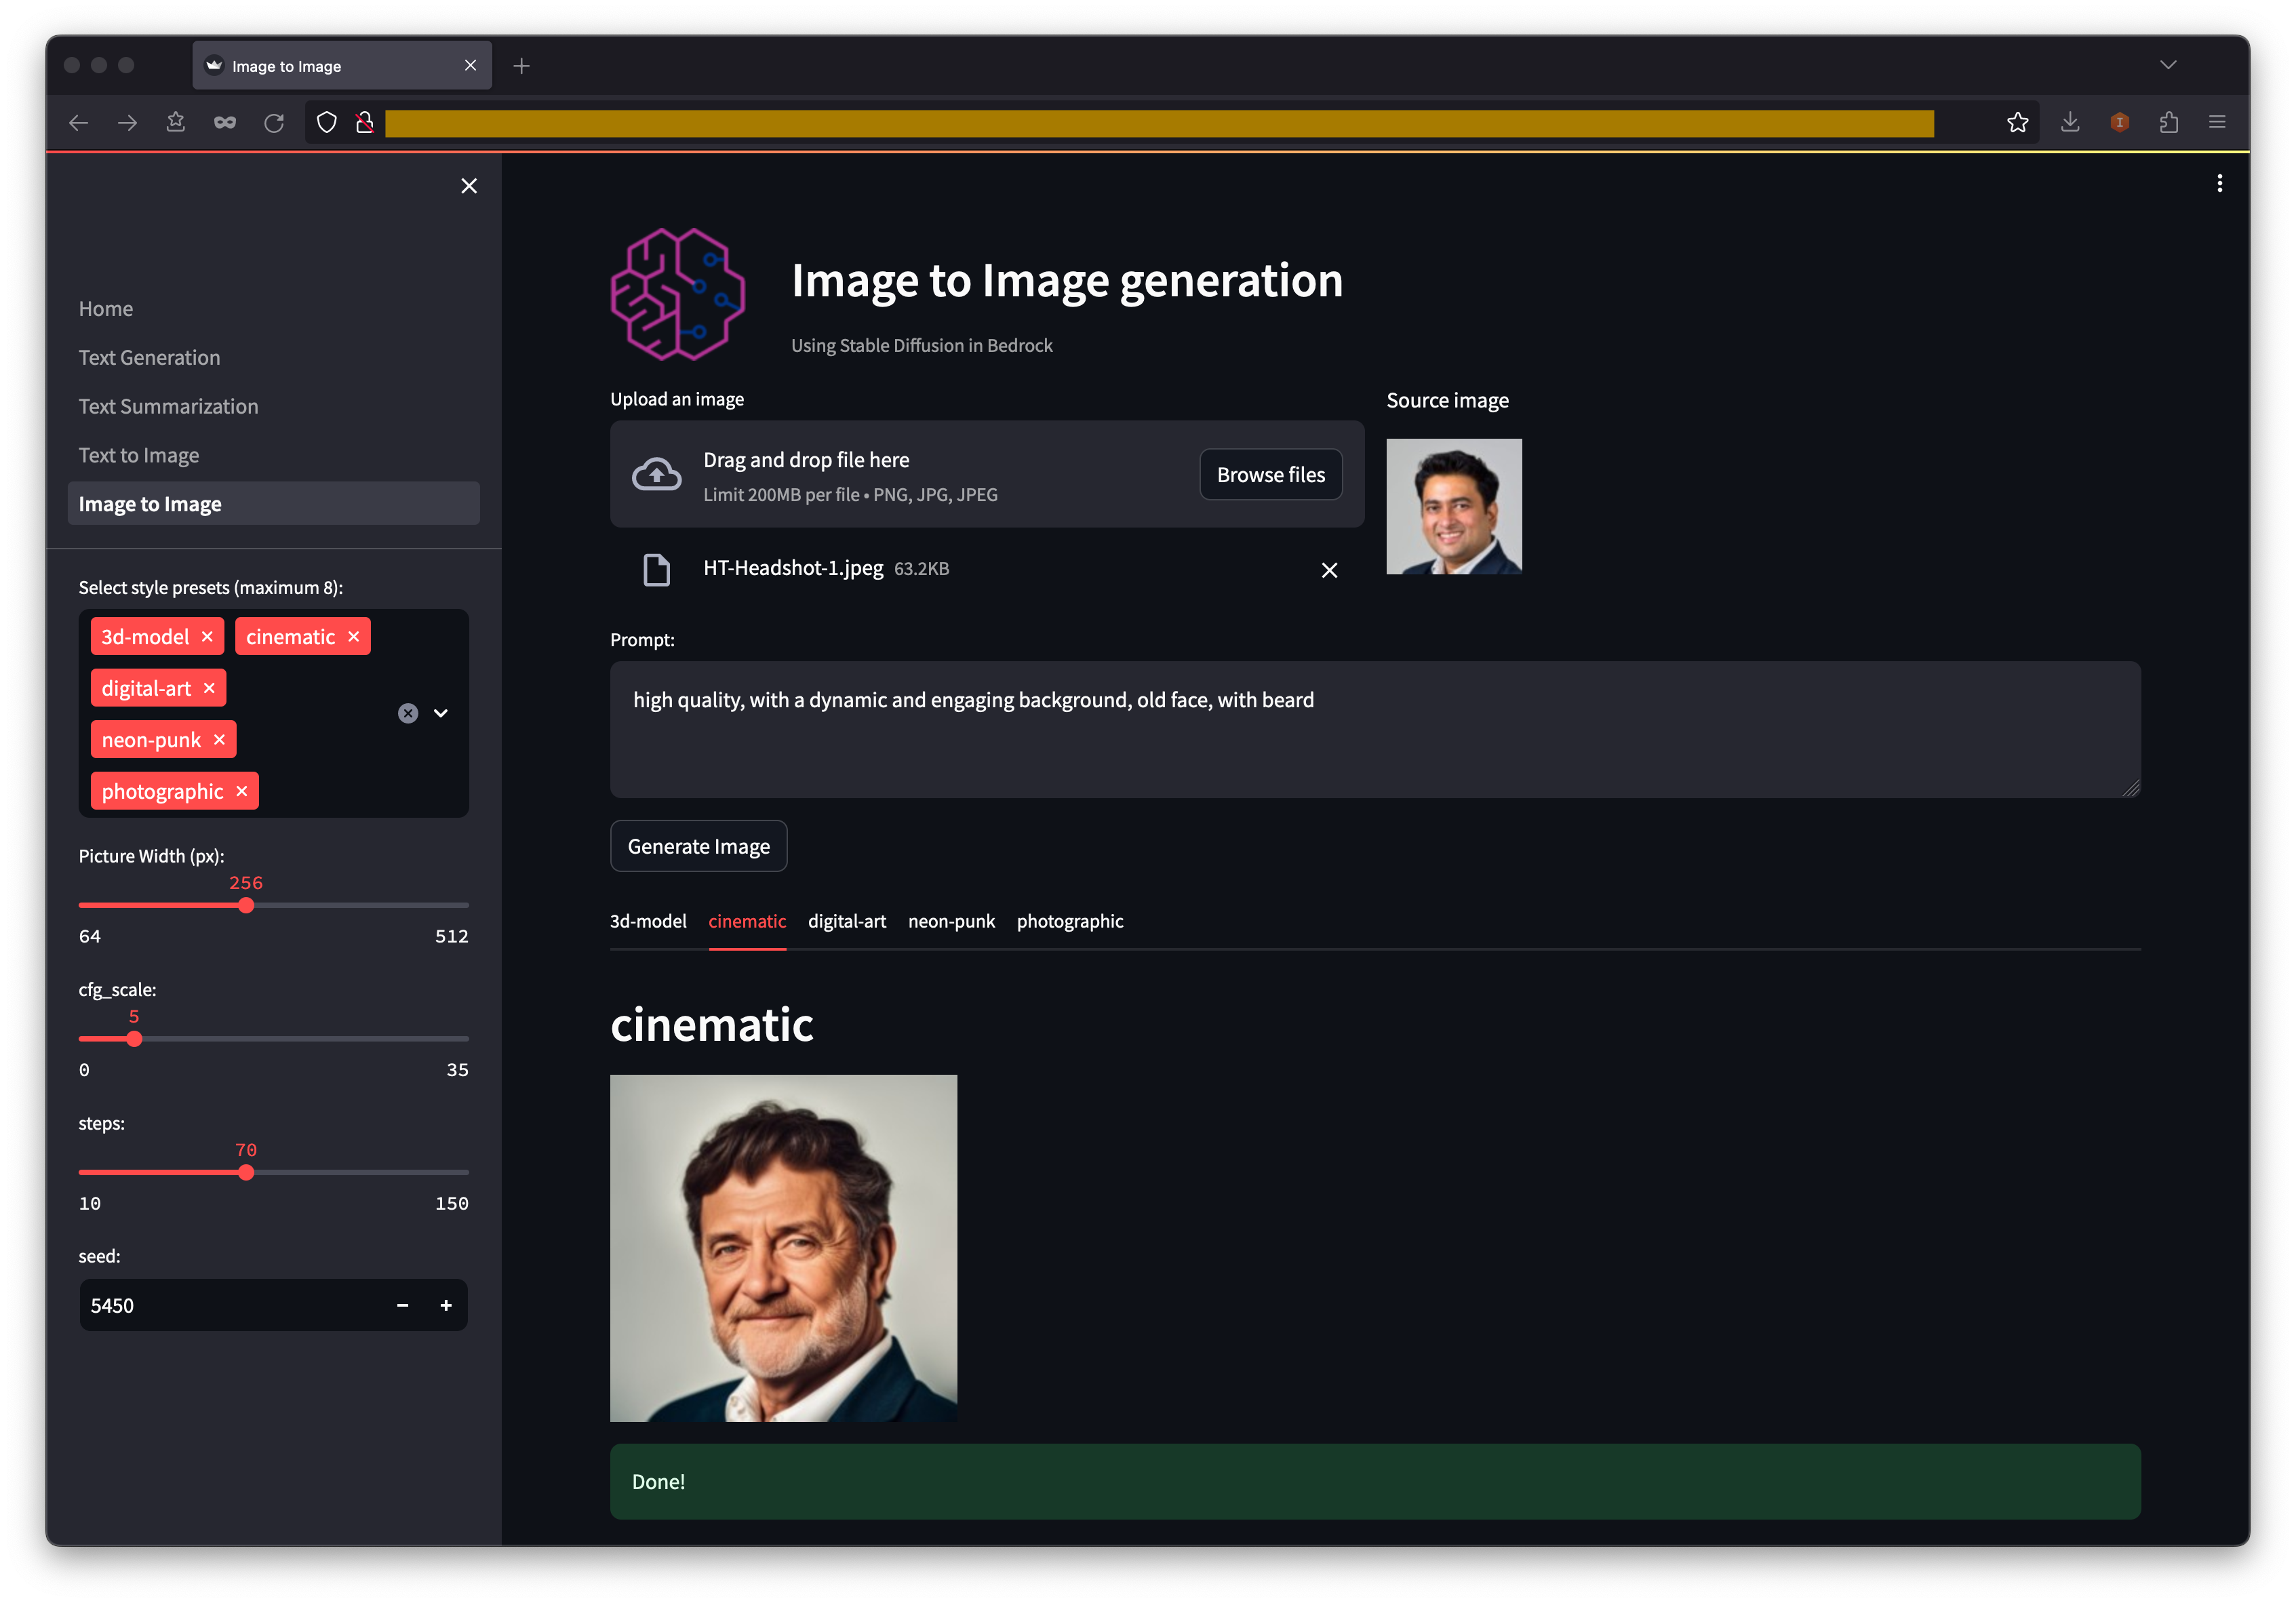 Image to Image
Home
Text Generation
Text Summarization
Text to Image
Image to Image
Select style presets (maximum 8):
3d-model
cinematic
digital-art
neon-punk
photographic
Picture Width (px):
256
64 512
cfg_scale:
5
0 35
steps:
70
10 150
seed:
5450
Image to Image generation
Using Stable Diffusion in Bedrock
Upload an image
Drag and drop file here
Limit 200MB per file • PNG, JPG, JPEG
Browse files
HT-Headshot-1.jpeg 63.2KB
Source image
Prompt:
high quality, with a dynamic and engaging background, old face, with beard
Generate Image
3d-model cinematic digital-art neon-punk photographic
cinematic
Done!